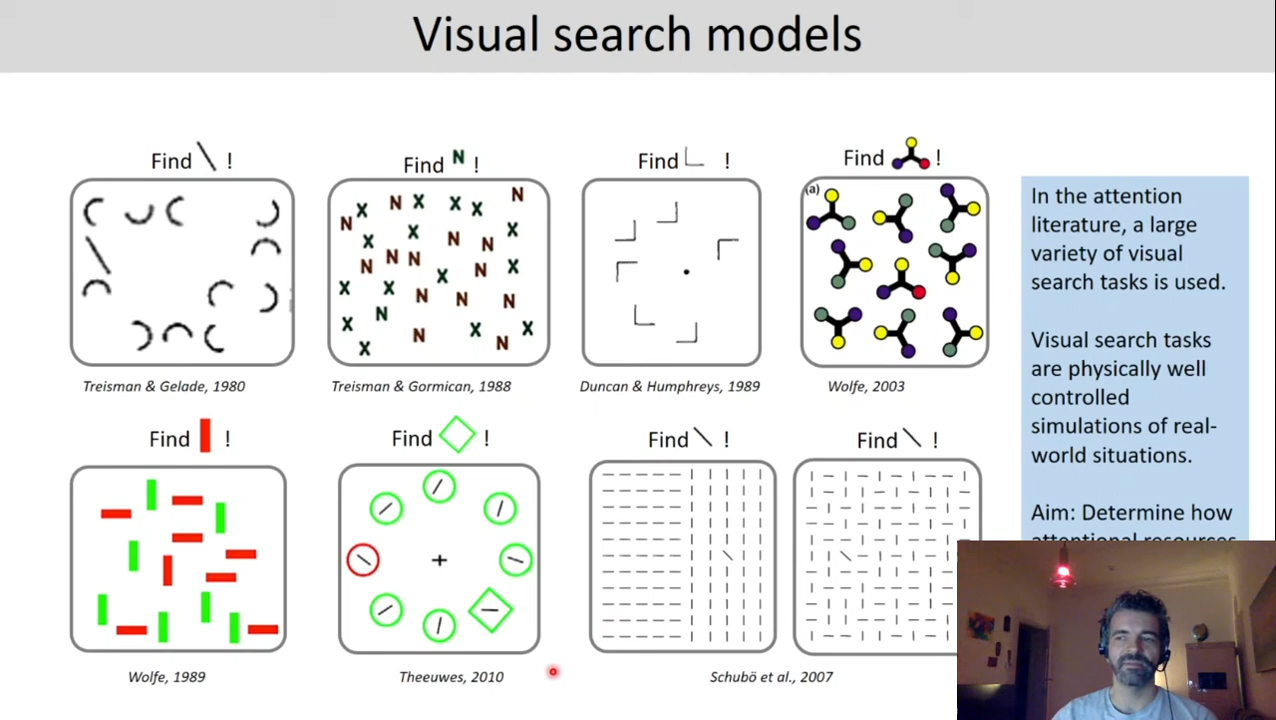 Visual search models
Find \ !
Find N !
Find !
Find !
(a)
Treisman & Gelade, 1980
Treisman & Gormican, 1988
Duncan & Humphreys, 1989
Wolfe, 2003
Find !
Find !
Find \ !
Find \ !
Wolfe, 1989
Theeuwes, 2010
Schubö et al., 2007
In the attention
literature, a large
variety of visual
search tasks is used.
Visual search tasks
are physically well
controlled
simulations of real-
world situations.
Aim: Determine how
attentional resources